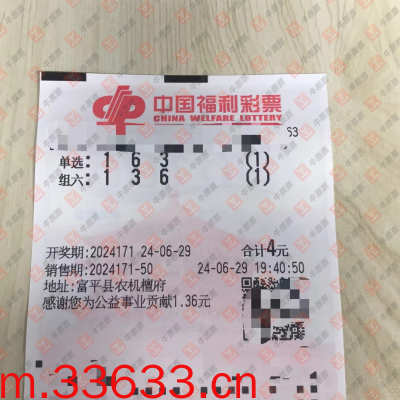 中国福利彩票
CHINA WELFARE LOTTERY
S3
单选: 1 6 3 (1)
组六: 1 3 6 (1)
开奖期:2024171 24-06-29 合计4元
销售期:2024171-50 24-06-29 19:40:50
地址:富平县农机檀府
感谢您为公益事业贡献1.36元
m.33633.cn